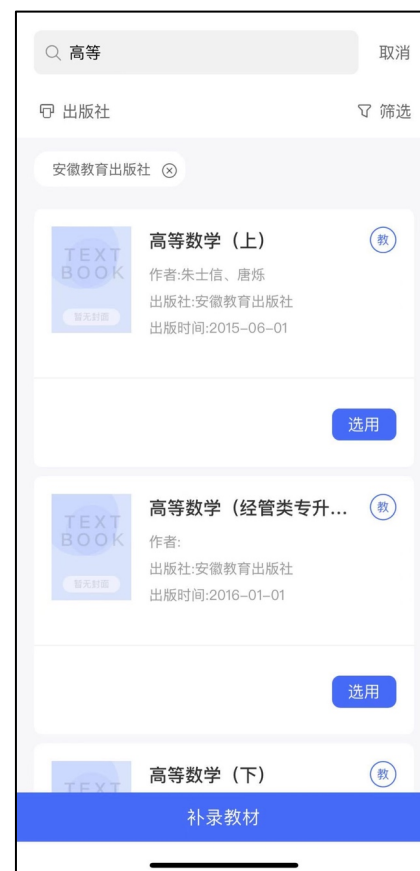 高等
取消
出版社
筛选
安徽教育出版社
TEXT
BOOK
暂无封面
高等数学（上）
教
作者:朱士信、唐烁
出版社:安徽教育出版社
出版时间:2015-06-01
选用
TEXT
BOOK
暂无封面
高等数学（经管类专升...
教
作者:
出版社:安徽教育出版社
出版时间:2016-01-01
选用
TEXT
高等数学（下）
教
补录教材